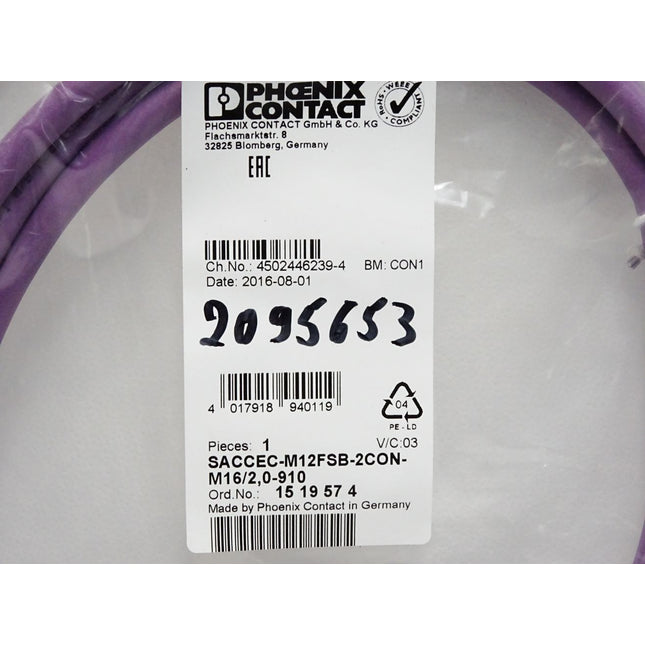 PHŒNIX
CONTACT
RoHS WEEE COMPLIANT
PHOENIX CONTACT GmbH & Co. KG
Flachsmarktstr. 8
32825 Blomberg, Germany
EAC
Ch.No.: 4502446239-4 BM: CON1
Date: 2016-08-01
2095653
4 017918 940119
04
PE - LD
Pieces: 1 V/C:03
SACCEC-M12FSB-2CON-
M16/2,0-910
Ord.No.: 15 19 57 4
Made by Phoenix Contact in Germany